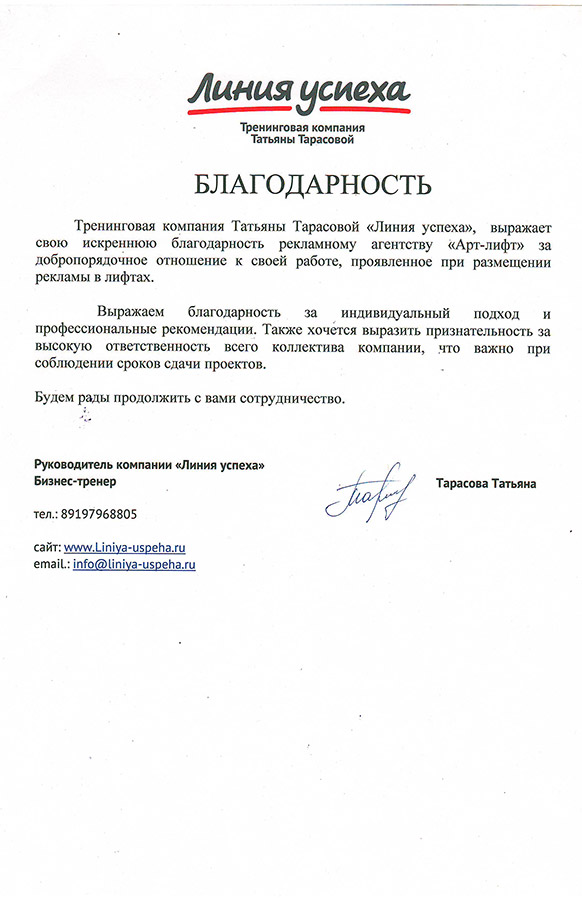 Линия успеха
Тренинговая компания
Татьяны Тарасовой
БЛАГОДАРНОСТЬ
Тренинговая компания Татьяны Тарасовой «Линия успеха», выражает
свою искреннюю благодарность рекламному агентству «Арт-лифт» за
добропорядочное отношение к своей работе, проявленное при размещении
рекламы в лифтах.
Выражаем благодарность за индивидуальный подход и
профессиональные рекомендации. Также хочется выразить признательность за
высокую ответственность всего коллектива компании, что важно при
соблюдении сроков сдачи проектов.
Будем рады продолжить с вами сотрудничество.
Руководитель компании «Линия успеха»
Бизнес-тренер
Тарасова Татьяна
тел.: 89197968805
сайт: www.Liniya-uspeha.ru
email.: info@liniya-uspeha.ru